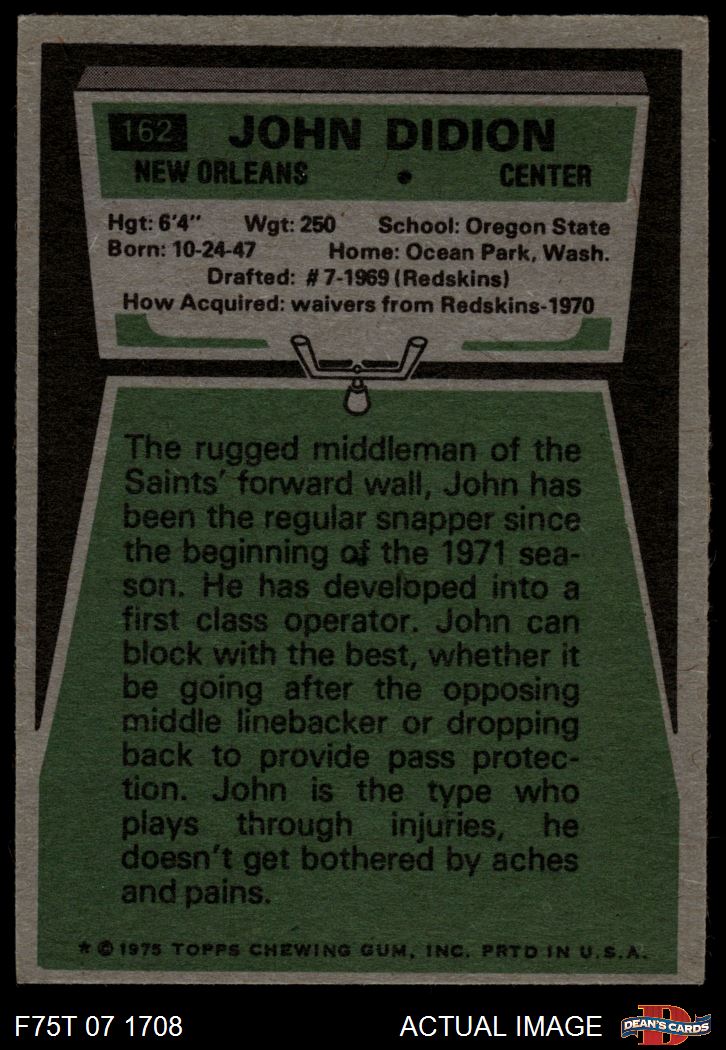 162 JOHN DIDION
NEW ORLEANS • CENTER
Hgt: 6'4" Wgt: 250 School: Oregon State
Born: 10-24-47 Home: Ocean Park, Wash.
Drafted: #7-1969 (Redskins)
How Acquired: waivers from Redskins-1970
The rugged middleman of the
Saints' forward wall, John has
been the regular snapper since
the beginning of the 1971 sea-
son. He has developed into a
first class operator. John can
block with the best, whether it
be going after the opposing
middle linebacker or dropping
back to provide pass protec-
tion. John is the type who
plays through injuries, he
doesn't get bothered by aches
and pains.
* © 1975 TOPPS CHEWING GUM, INC. PRTD IN U.S.A.
F75T 07 1708 ACTUAL IMAGE D DEAN'S CARDS